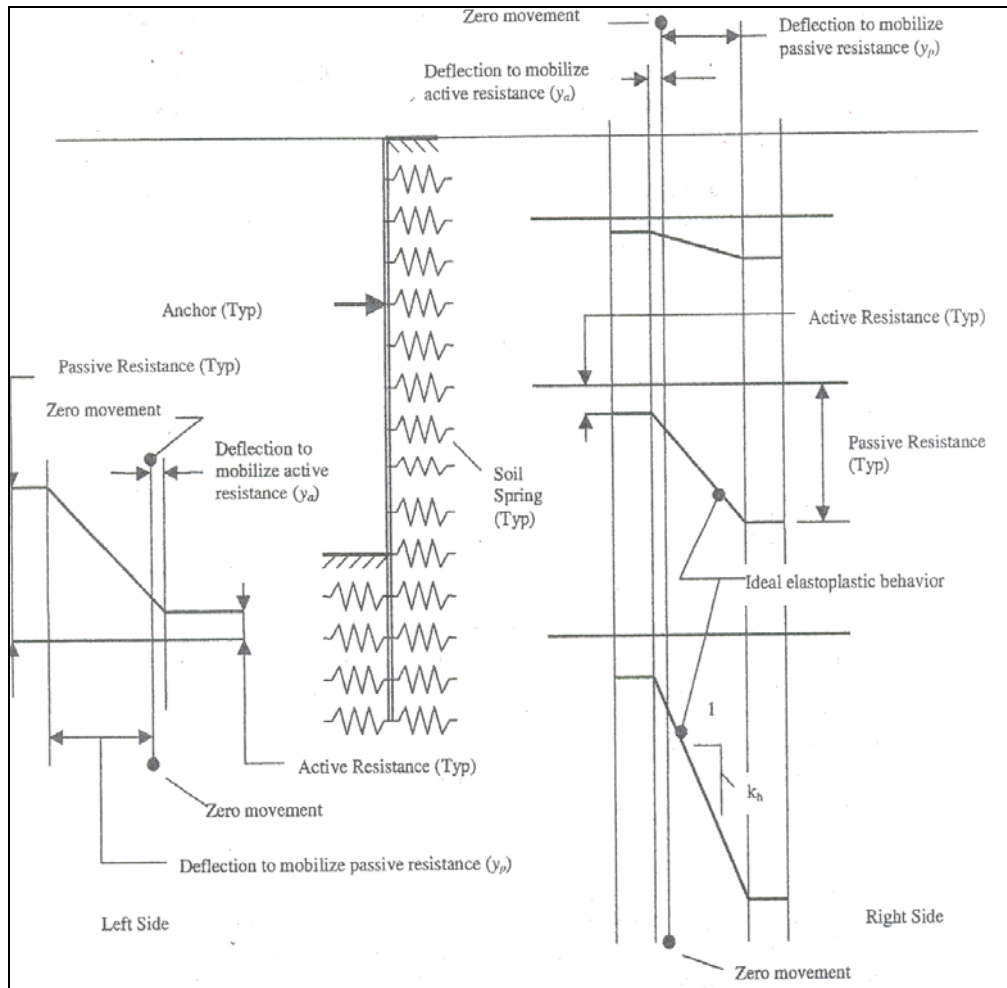 Zero movement
Deflection to mobilize
passive resistance (yp)
Deflection to mobilize
active resistance (ya)
Anchor (Typ)
Active Resistance (Typ)
Passive Resistance (Typ)
Zero movement
Deflection to
mobilize active
resistance (ya)
Soil
Spring
(Typ)
Passive Resistance
(Typ)
Ideal elastoplastic behavior
1
kh
Active Resistance (Typ)
Zero movement
Deflection to mobilize passive resistance (yp)
Left Side
Right Side
Zero movement